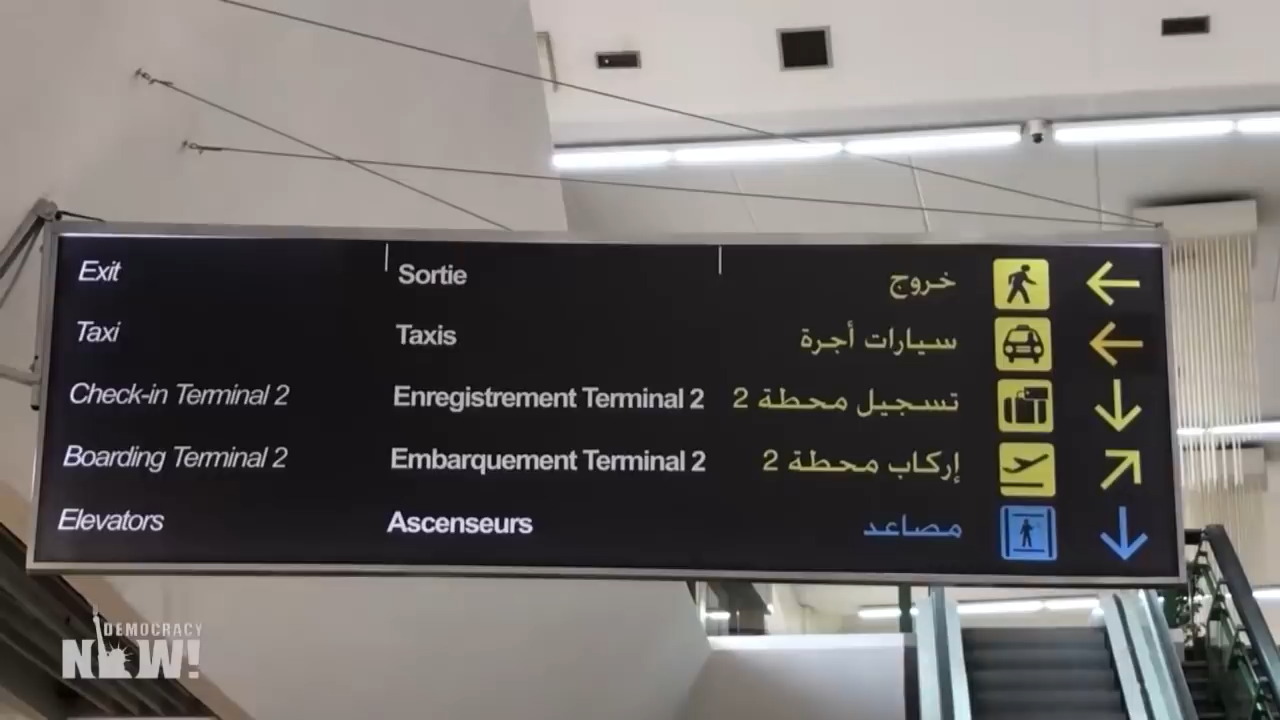 Exit Sortie خروج
Taxi Taxis سيارات أجرة
Check-in Terminal 2 Enregistrement Terminal 2 تسجيل محطة 2
Boarding Terminal 2 Embarquement Terminal 2 إركاب محطة 2
Elevators Ascenseurs مصاعد
DEMOCRACY
NOW!